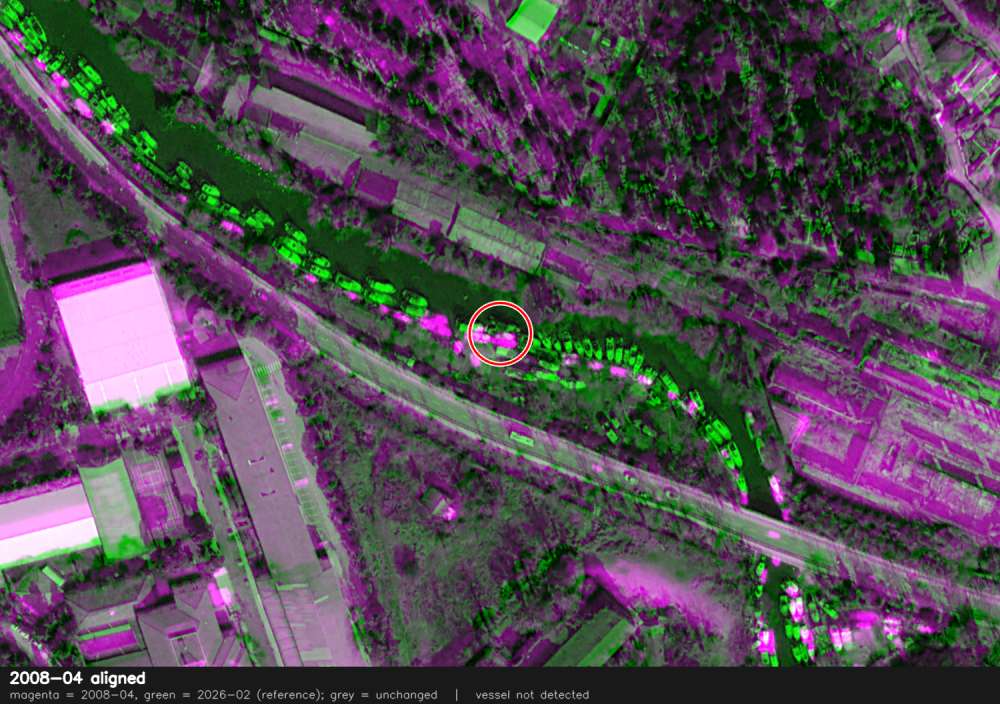 2008-04 aligned
magenta = 2008-04, green = 2026-02 (reference); grey = unchanged | vessel not detected